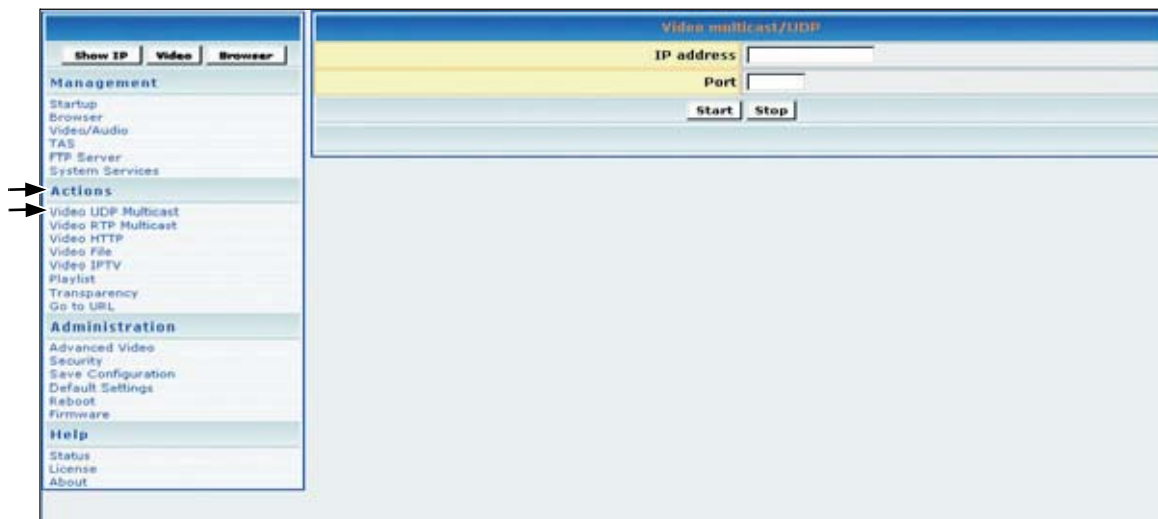 Show IP Video Browser
Management
Startup
Browser
Video/Audio
TAS
FTP Server
System Services
Actions
Video UDP Multicast
Video RTP Multicast
Video HTTP
Video File
Video IPTV
Playlist
Transparency
Go to URL
Administration
Advanced Video
Security
Save Configuration
Default Settings
Reboot
Firmware
Help
Status
License
About
Video multicast/UDP
IP address
Port
Start Stop